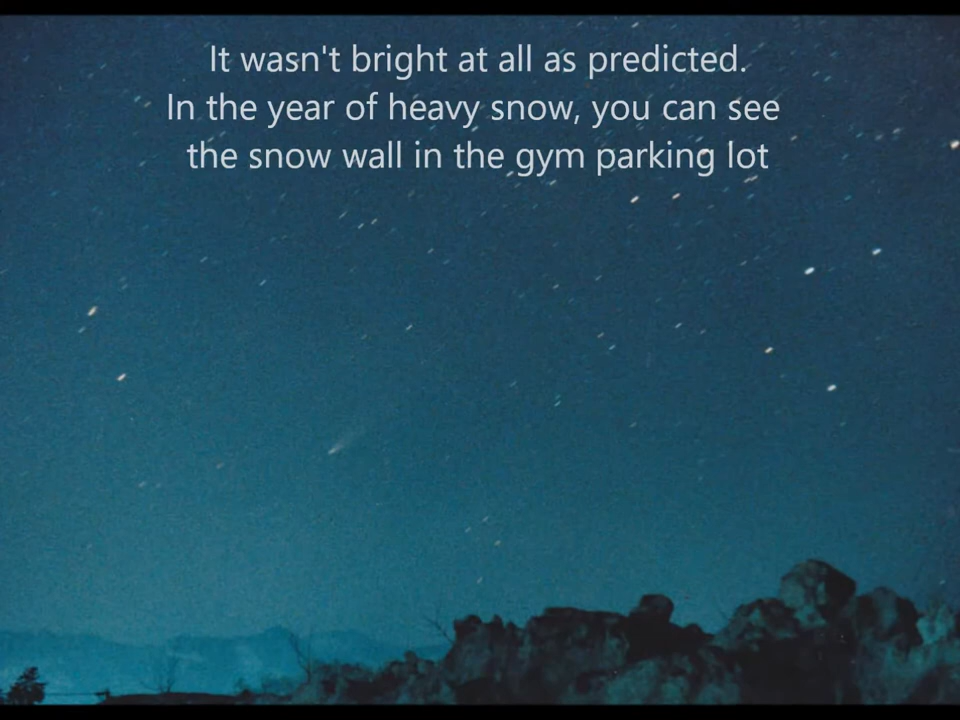 It wasn't bright at all as predicted.
In the year of heavy snow, you can see
the snow wall in the gym parking lot